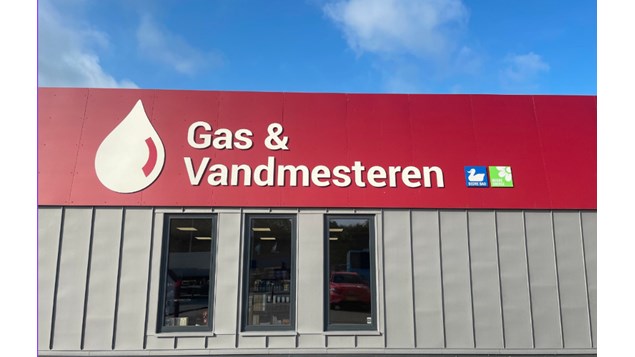 Gas &
Vandmesteren